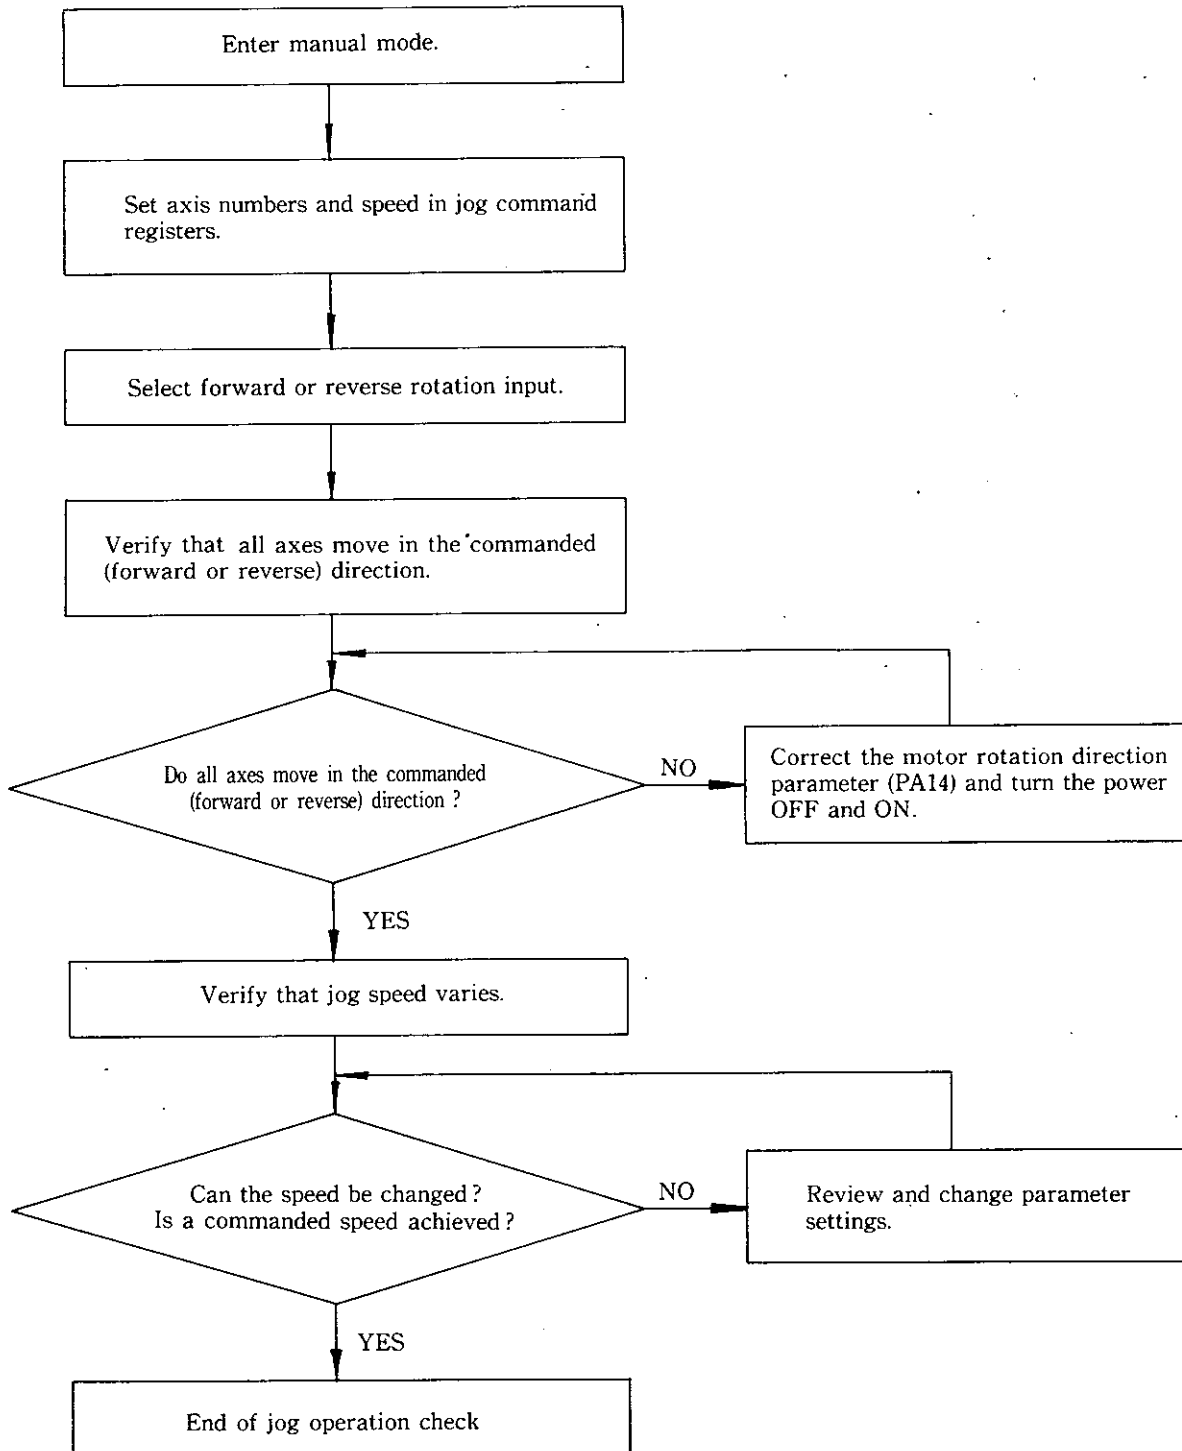 Enter manual mode.
Set axis numbers and speed in jog command
registers.
Select forward or reverse rotation input.
Verify that all axes move in the commanded
(forward or reverse) direction.
Do all axes move in the commanded
(forward or reverse) direction ?
NO
Correct the motor rotation direction
parameter (PA14) and turn the power
OFF and ON.
YES
Verify that jog speed varies.
Can the speed be changed ?
Is a commanded speed achieved ?
NO
Review and change parameter
settings.
YES
End of jog operation check